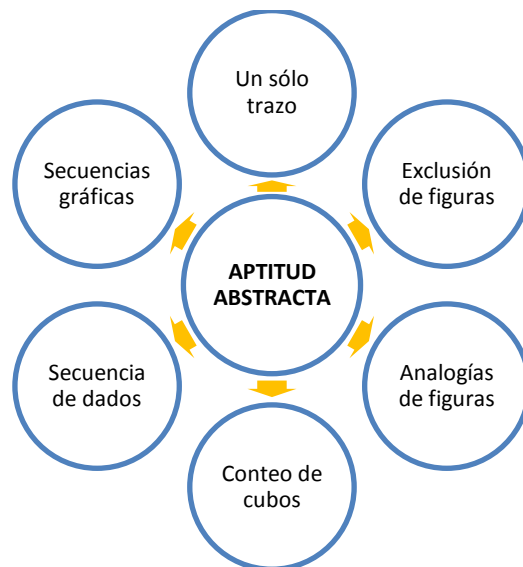 Un sólo
trazo
Secuencias
gráficas
Exclusión
de figuras
APTITUD
ABSTRACTA
Secuencia
de dados
Analogías
de figuras
Conteo de
cubos